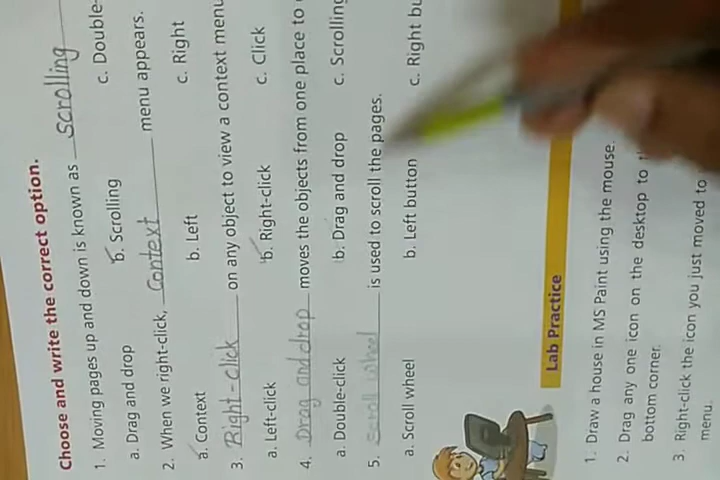 Choose and write the correct option.
1. Moving pages up and down is known as scrolling
a. Drag and drop b. Scrolling c. Double-
2. When we right-click, Context menu appears.
a. Context b. Left c. Right
3. Right-click on any object to view a context menu
a. Left-click b. Right-click c. Click
4. Drag and drop moves the objects from one place to
a. Double-click b. Drag and drop c. Scrolling
5. Scroll wheel is used to scroll the pages.
a. Scroll wheel b. Left button c. Right bu
Lab Practice
1. Draw a house in MS Paint using the mouse.
2. Drag any one icon on the desktop to
bottom corner.
3. Right-click the icon you just moved to
menu.